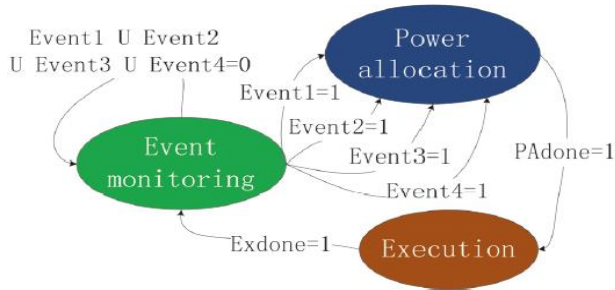 Event1 U Event2
U Event3 U Event4=0
Power
allocation
Event1=1
Event2=1
Event3=1
Event4=1
PAdone=1
Event
monitoring
Exdone=1
Execution